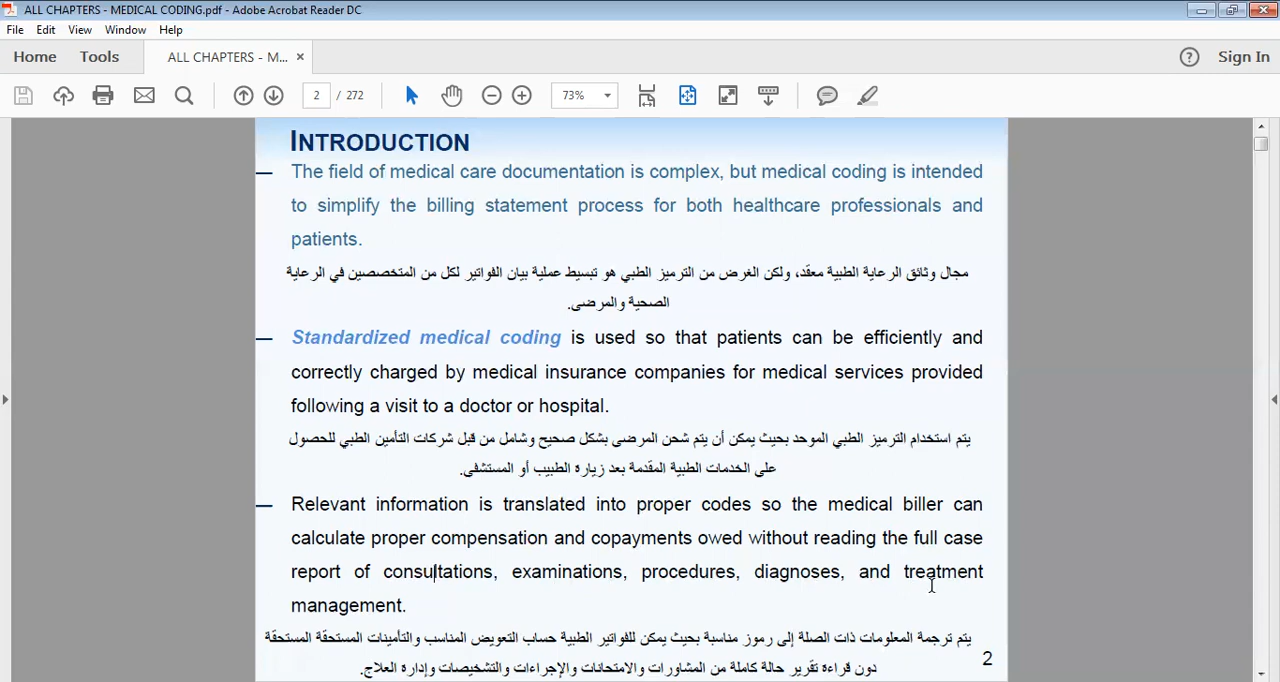 ALL CHAPTERS - MEDICAL CODING.pdf - Adobe Acrobat Reader DC
File Edit View Window Help
Home Tools ALL CHAPTERS - M... × Sign In
2 / 272 73%
INTRODUCTION
— The field of medical care documentation is complex, but medical coding is intended
to simplify the billing statement process for both healthcare professionals and
patients.
مجال وثائق الرعاية الطبية معقّد، ولكن الغرض من الترميز الطبي هو تبسيط عملية بيان الفواتير لكل من المتخصصين في الرعاية
الصحية والمرضى.
— Standardized medical coding is used so that patients can be efficiently and
correctly charged by medical insurance companies for medical services provided
following a visit to a doctor or hospital.
يتم استخدام الترميز الطبي الموحد بحيث يمكن أن يتم شحن المرضى بشكل صحيح وشامل من قبل شركات التأمين الطبي للحصول
على الخدمات الطبية المقدمة بعد زيارة الطبيب أو المستشفى.
— Relevant information is translated into proper codes so the medical biller can
calculate proper compensation and copayments owed without reading the full case
report of consultations, examinations, procedures, diagnoses, and treatment
management.
يتم ترجمة المعلومات ذات الصلة إلى رموز مناسبة بحيث يمكن للفواتير الطبية حساب التعويض المناسب والتأمينات المستحقّة المستحقّة
دون قراءة تقرير حالة كاملة من المشاورات والامتحانات والإجراءات والتشخيصات وإدارة العلاج.
2